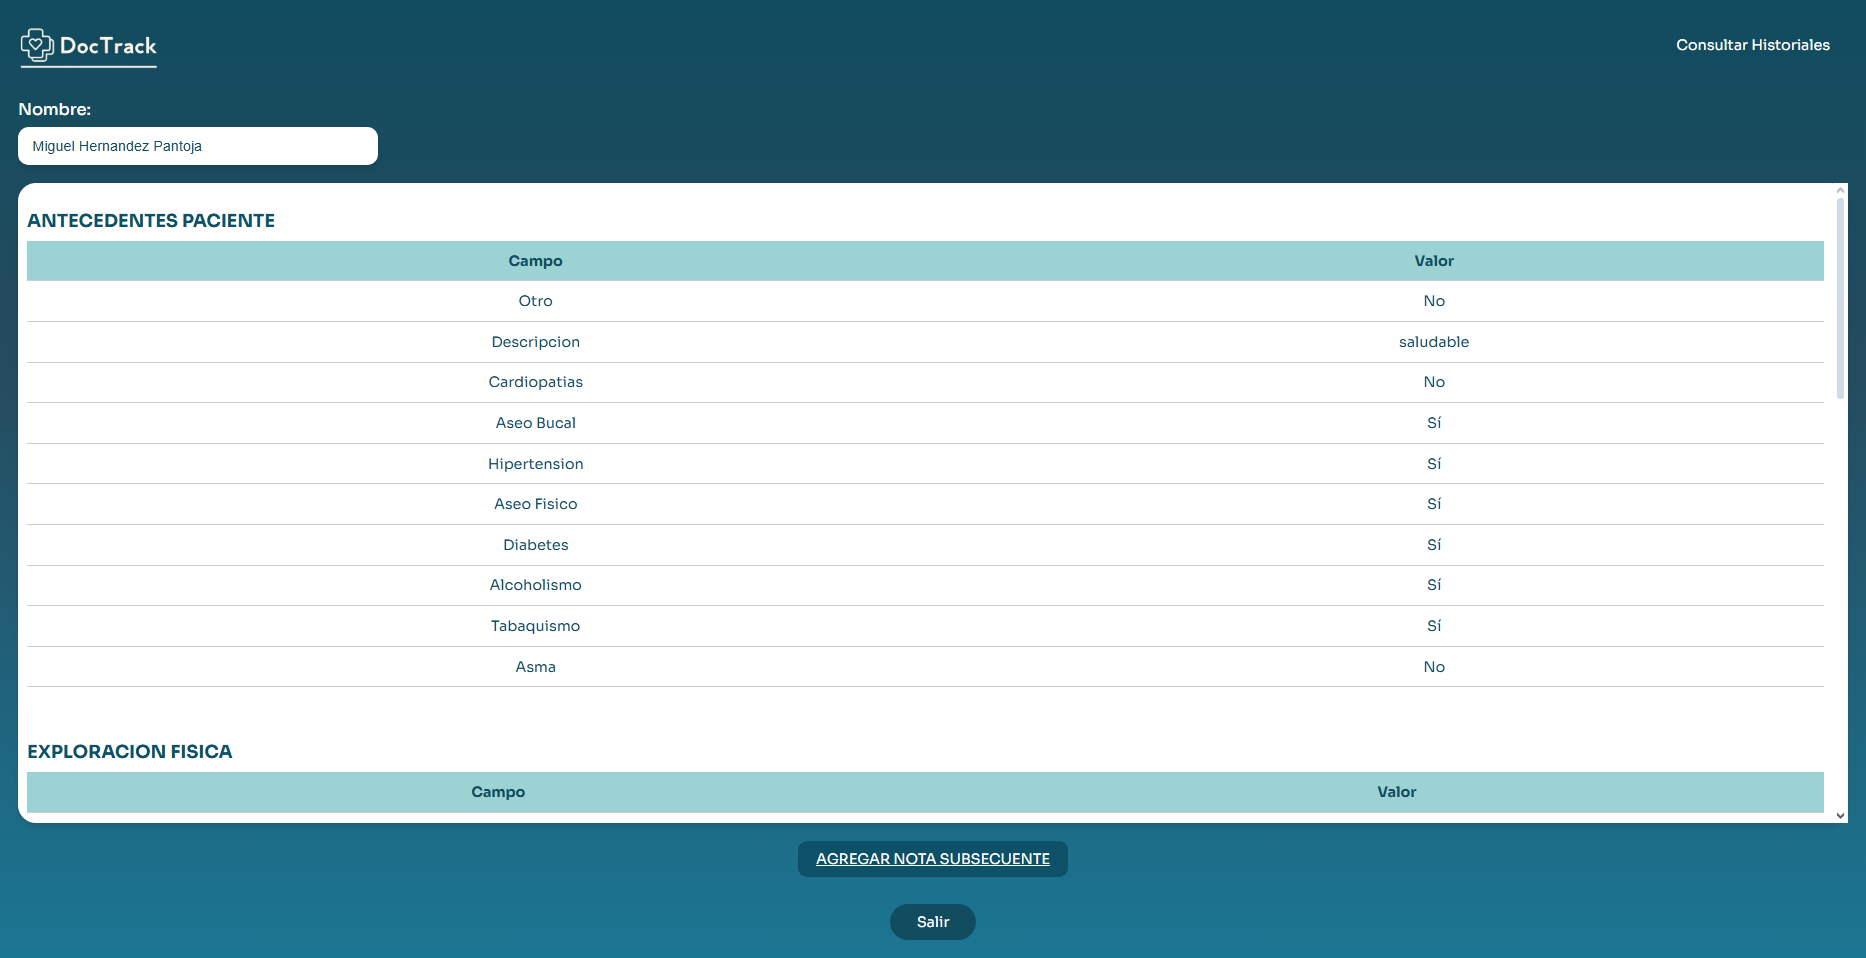 DocTrack
Consultar Historiales
Nombre:
Miguel Hernandez Pantoja
ANTECEDENTES PACIENTE
Campo Valor
Otro No
Descripcion saludable
Cardiopatias No
Aseo Bucal Sí
Hipertension Sí
Aseo Fisico Sí
Diabetes Sí
Alcoholismo Sí
Tabaquismo Sí
Asma No
EXPLORACION FISICA
Campo Valor
AGREGAR NOTA SUBSECUENTE
Salir